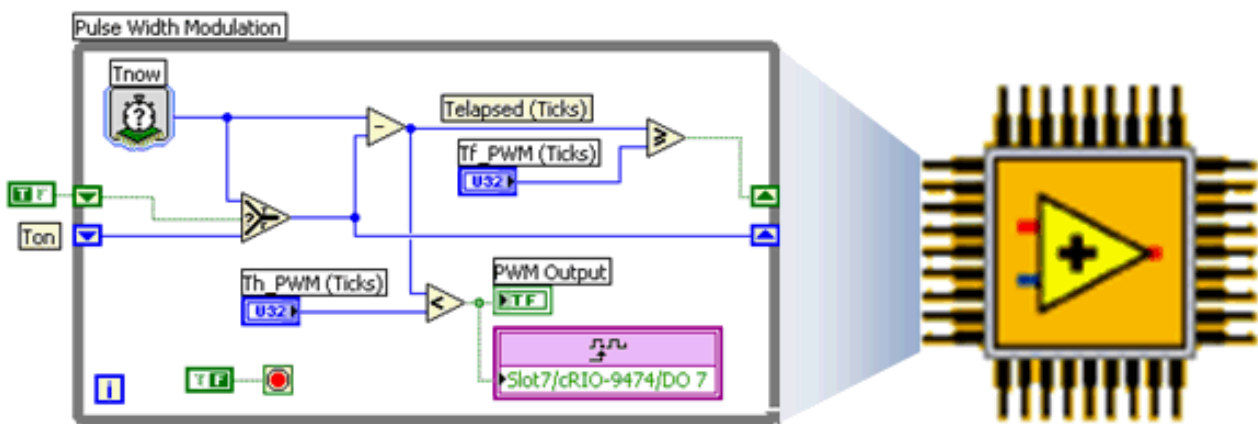 Pulse Width Modulation
Tnow
?
-
Telapsed (Ticks)
Tf_PWM (Ticks)
U32
≥
TF
?
Ton
Th_PWM (Ticks)
U32
<
PWM Output
TF
Slot7/cRIO-9474/DO 7
i
TF
+